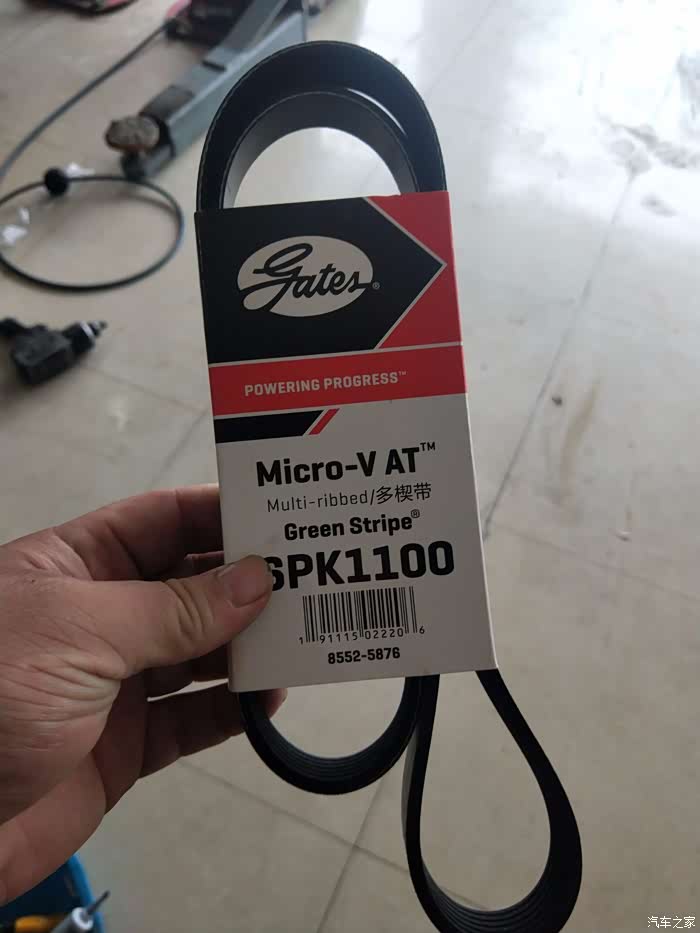 Gates®
POWERING PROGRESS™
Micro-V AT™
Multi-ribbed/多楔带
Green Stripe®
6PK1100
1 91115 02220 6
8552-5876
汽车之家